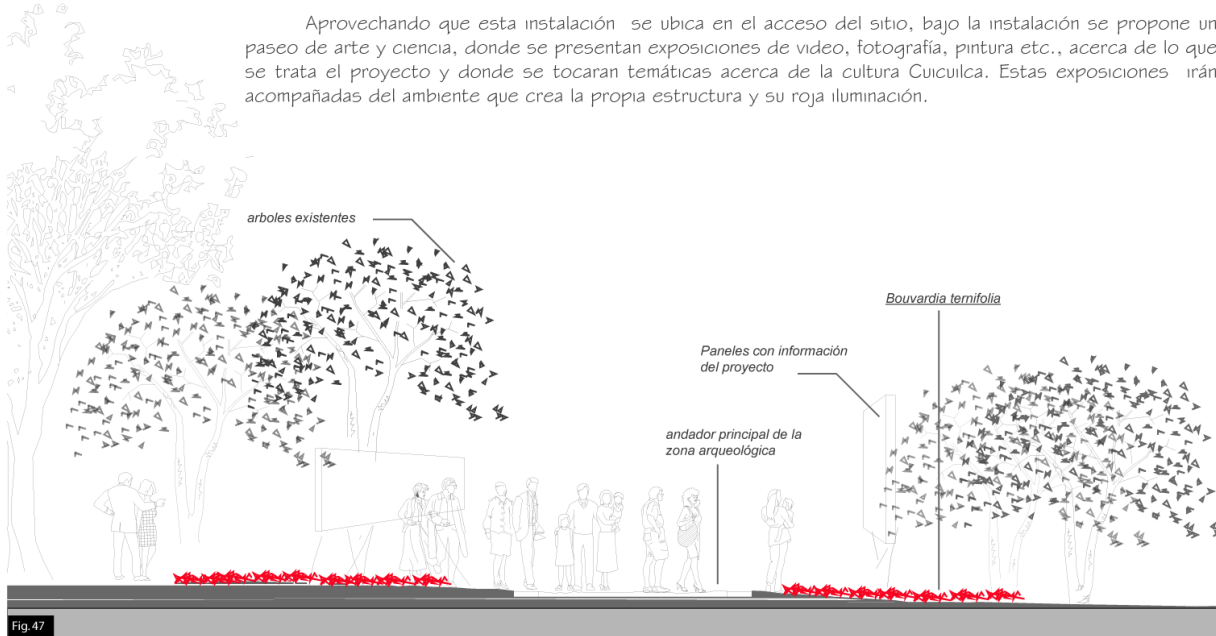 Aprovechando que esta instalación se ubica en el acceso del sitio, bajo la instalación se propone un
paseo de arte y ciencia, donde se presentan exposiciones de video, fotografía, pintura etc., acerca de lo que
se trata el proyecto y donde se tocaran temáticas acerca de la cultura Cuicuilca. Estas exposiciones irán
acompañadas del ambiente que crea la propia estructura y su roja iluminación.
arboles existentes
Bouvardia ternifolia
Paneles con información
del proyecto
andador principal de la
zona arqueológica
Fig.47